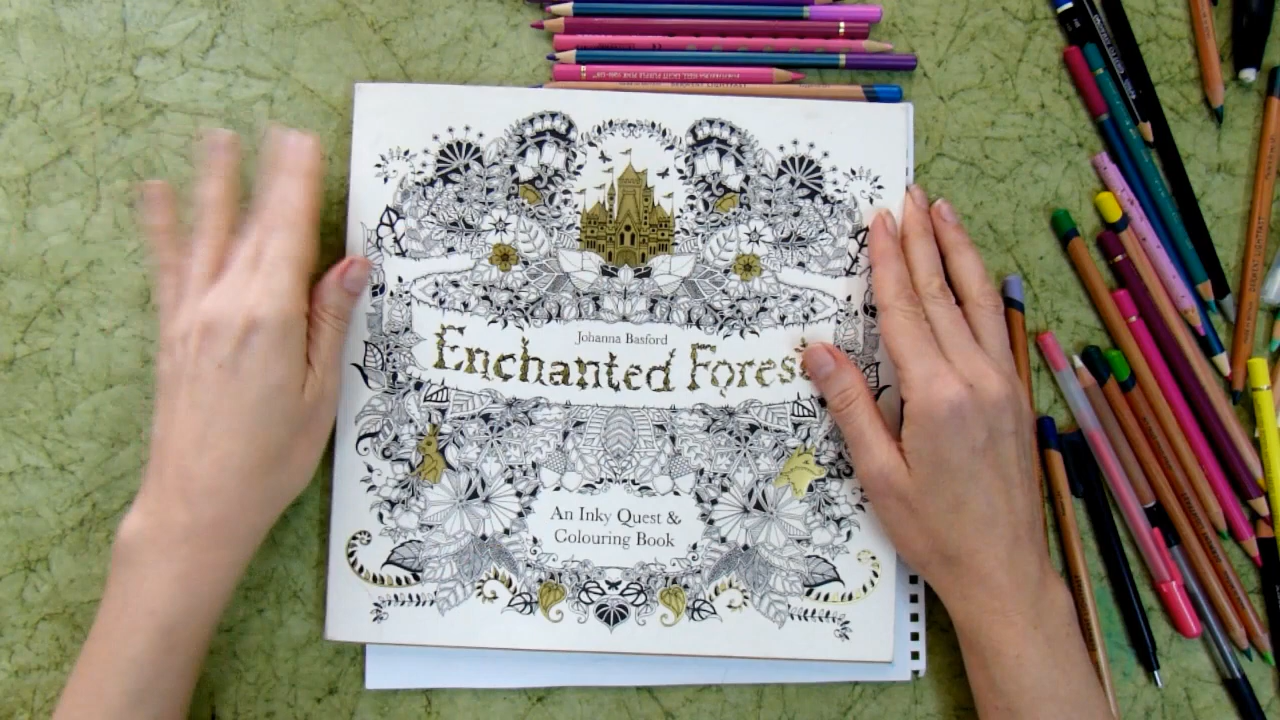 Johanna Basford
Enchanted Forest
An Inky Quest &
Colouring Book